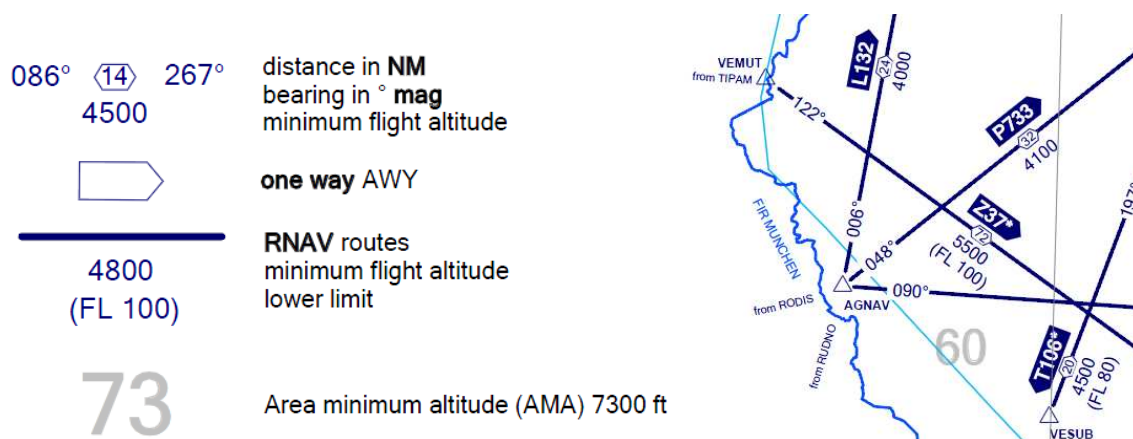 086° 14 267°
4500
distance in NM
bearing in ° mag
minimum flight altitude
one way AWY
RNAV routes
4800
minimum flight altitude
(FL 100)
lower limit
73
Area minimum altitude (AMA) 7300 ft
VEMUT
from TIPAM
L132
24
4000
122°
P733
32
4100
FIR MUNCHEN
006°
048°
Z37*
72
5500
(FL 100)
197°
from RODIS
AGNAV
090°
from RUDNO
60
T106*
20
4500
(FL 80)
VESUB